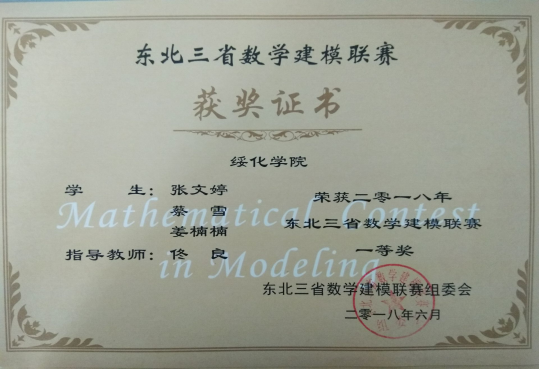 东北三省数学建模联赛
获奖证书
绥化学院
学 生：张文婷
蔡 雪
姜楠楠
指导教师：佟 良
荣获二零一八年
东北三省数学建模联赛
一等奖
Mathematical Contest
in Modeling
东北三省数学建模联赛组委会
二零一八年六月